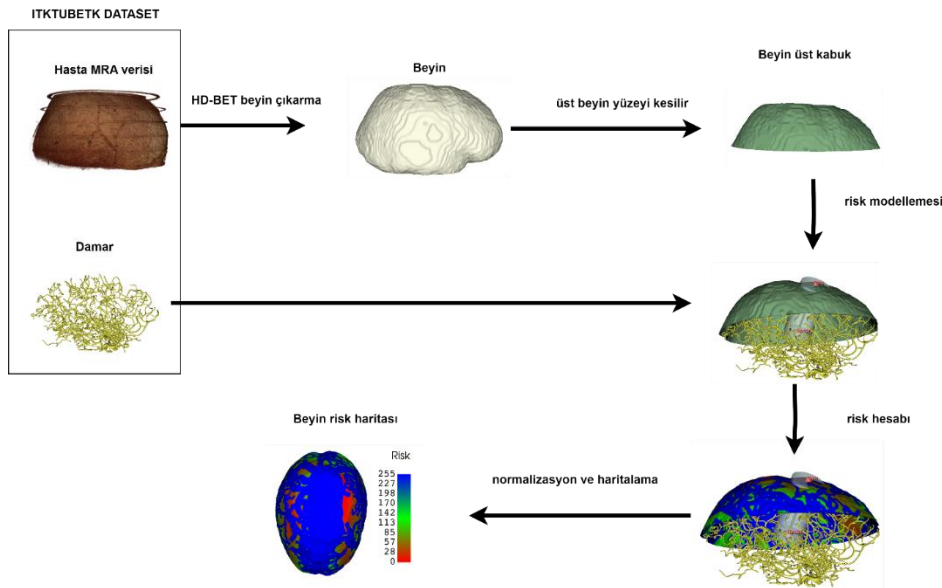 ITKTUBETK DATASET
Hasta MRA verisi
HD-BET beyin çıkarma
Beyin
üst beyin yüzeyi kesilir
Beyin üst kabuk
risk modellemesi
Damar
risk hesabı
Beyin risk haritası
Risk
255
227
198
170
142
113
85
57
28
0
normalizasyon ve haritalama